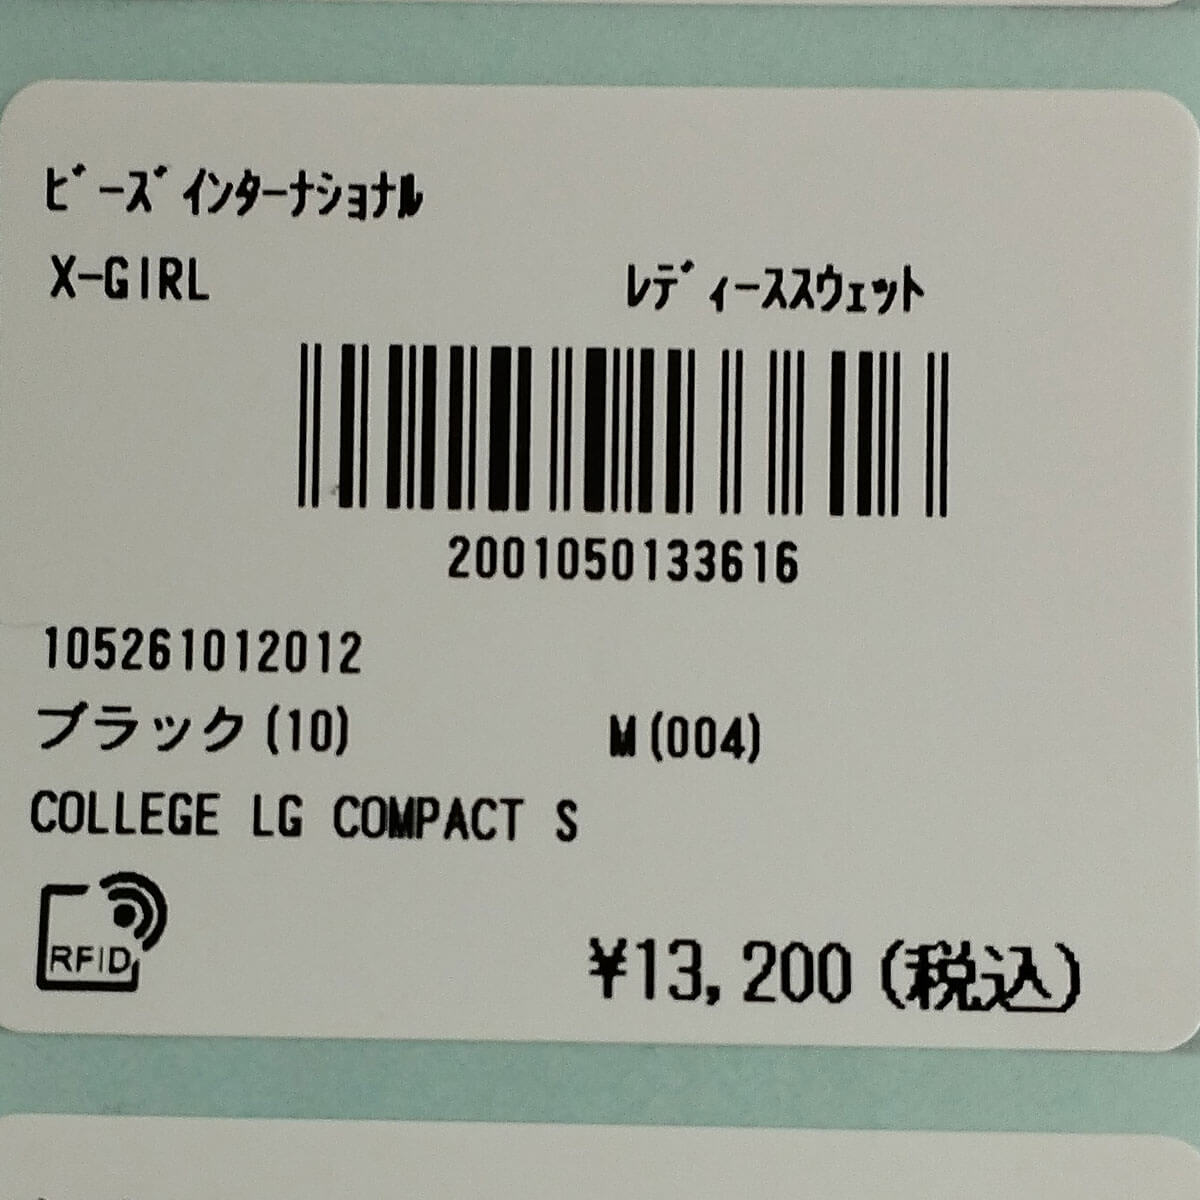 ﾋﾞｰｽﾞｲﾝﾀｰﾅｼｮﾅﾙ
X-GIRL ﾚﾃﾞｨｰｽｽｳｪｯﾄ
2001050133616
105261012012
ブラック(10) M(004)
COLLEGE LG COMPACT S
RFID
¥13,200(税込)